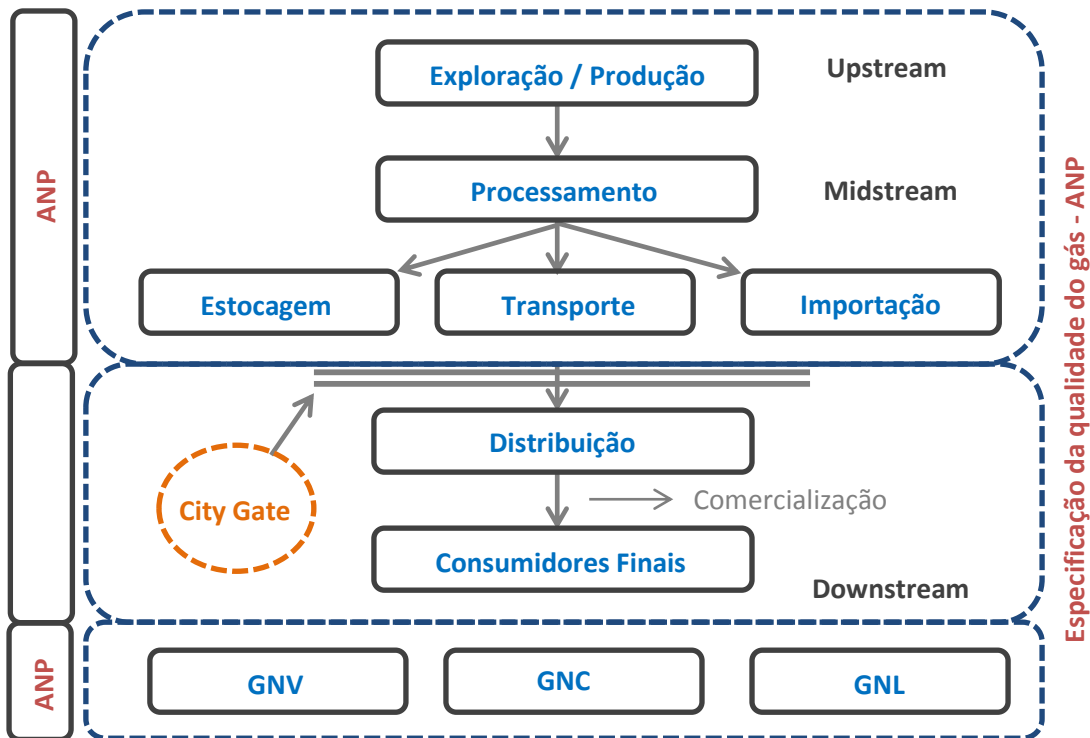 Exploração / Produção
Upstream
ANP
Processamento
Midstream
Estocagem
Transporte
Importação
Especificação da qualidade do gás - ANP
Distribuição
City Gate
Comercialização
Consumidores Finais
Downstream
ANP
GNV
GNC
GNL